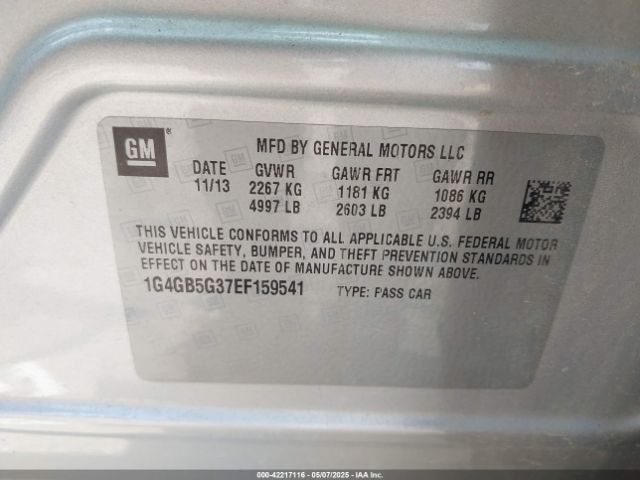 GM ®
MFD BY GENERAL MOTORS LLC
DATE GVWR GAWR FRT GAWR RR
11/13 2267 KG 1181 KG 1086 KG
4997 LB 2603 LB 2394 LB
THIS VEHICLE CONFORMS TO ALL APPLICABLE U.S. FEDERAL MOTOR
VEHICLE SAFETY, BUMPER, AND THEFT PREVENTION STANDARDS IN
EFFECT ON THE DATE OF MANUFACTURE SHOWN ABOVE.
1G4GB5G37EF159541 TYPE: PASS CAR
000-42217116 - 05/07/2025 - IAA Inc.